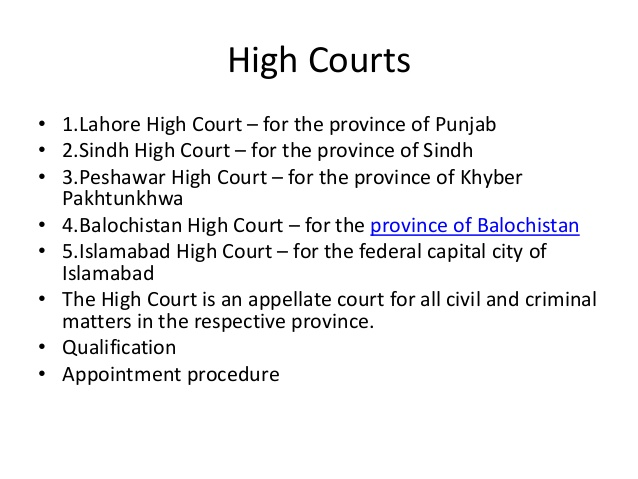 High Courts
• 1.Lahore High Court – for the province of Punjab
• 2.Sindh High Court – for the province of Sindh
• 3.Peshawar High Court – for the province of Khyber
Pakhtunkhwa
• 4.Balochistan High Court – for the province of Balochistan
• 5.Islamabad High Court – for the federal capital city of
Islamabad
• The High Court is an appellate court for all civil and criminal
matters in the respective province.
• Qualification
• Appointment procedure